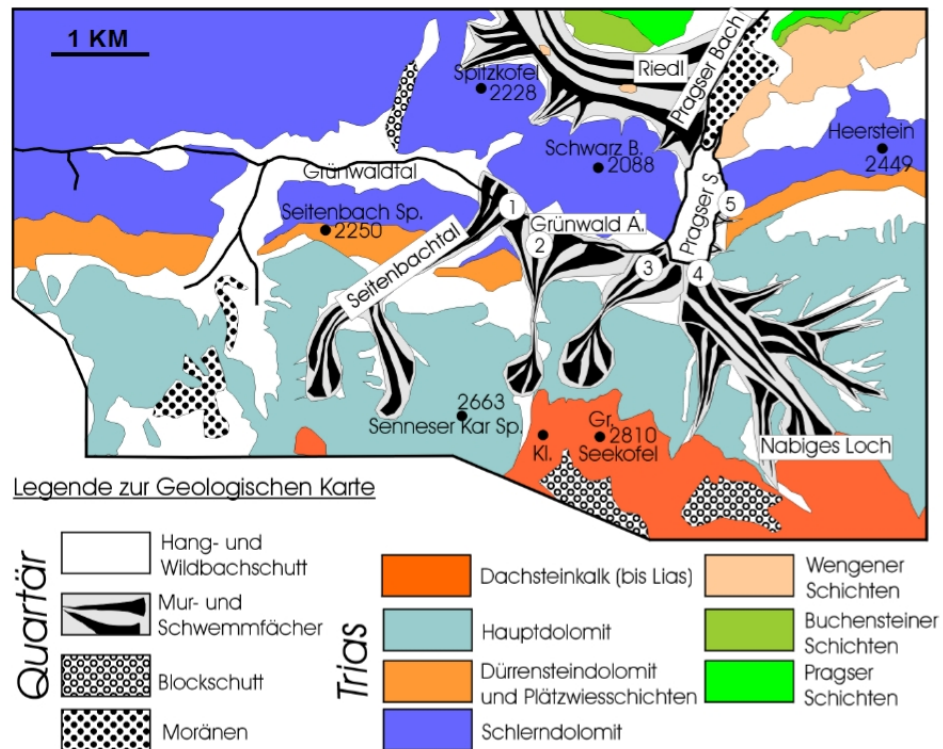 1 KM
Spitzkofel
2228
Riedl
Pragser Bach
Schwarz B.
2088
Heerstein
2449
Grünwaldtal
Seitenbach Sp.
2250
Seitenbachtal
Grünwald A.
Pragser S.
1
2
3
4
5
2663
Senneser Kar Sp.
Kl.
Gr.
2810
Seekofel
Nabiges Loch
Legende zur Geologischen Karte
Quartär
Hang- und
Wildbachschutt
Mur- und
Schwemmfächer
Blockschutt
Moränen
Trias
Dachsteinkalk (bis Lias)
Hauptdolomit
Dürrensteindolomit
und Plätzwiesschichten
Schlerndolomit
Wengener
Schichten
Buchensteiner
Schichten
Pragser
Schichten